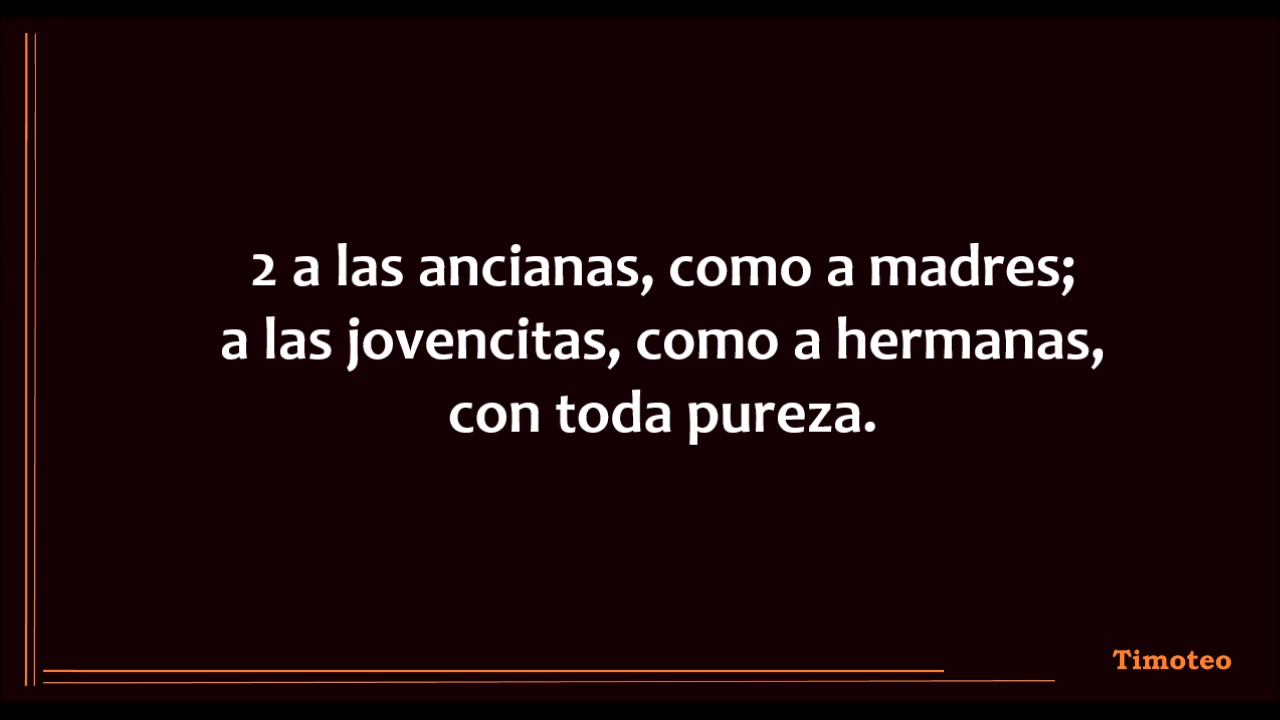 2 a las ancianas, como a madres;
a las jovencitas, como a hermanas,
con toda pureza.
Timoteo